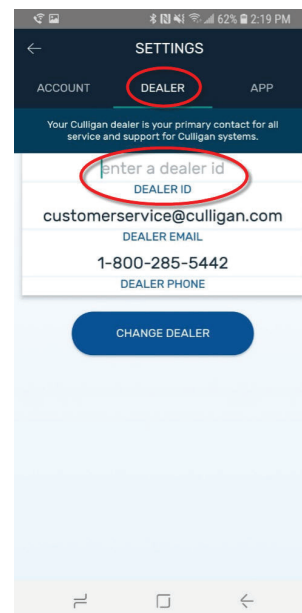 62% 2:19 PM
SETTINGS
ACCOUNT DEALER APP
Your Culligan dealer is your primary contact for all
service and support for Culligan systems.
enter a dealer id
DEALER ID
customerservice@culligan.com
DEALER EMAIL
1-800-285-5442
DEALER PHONE
CHANGE DEALER